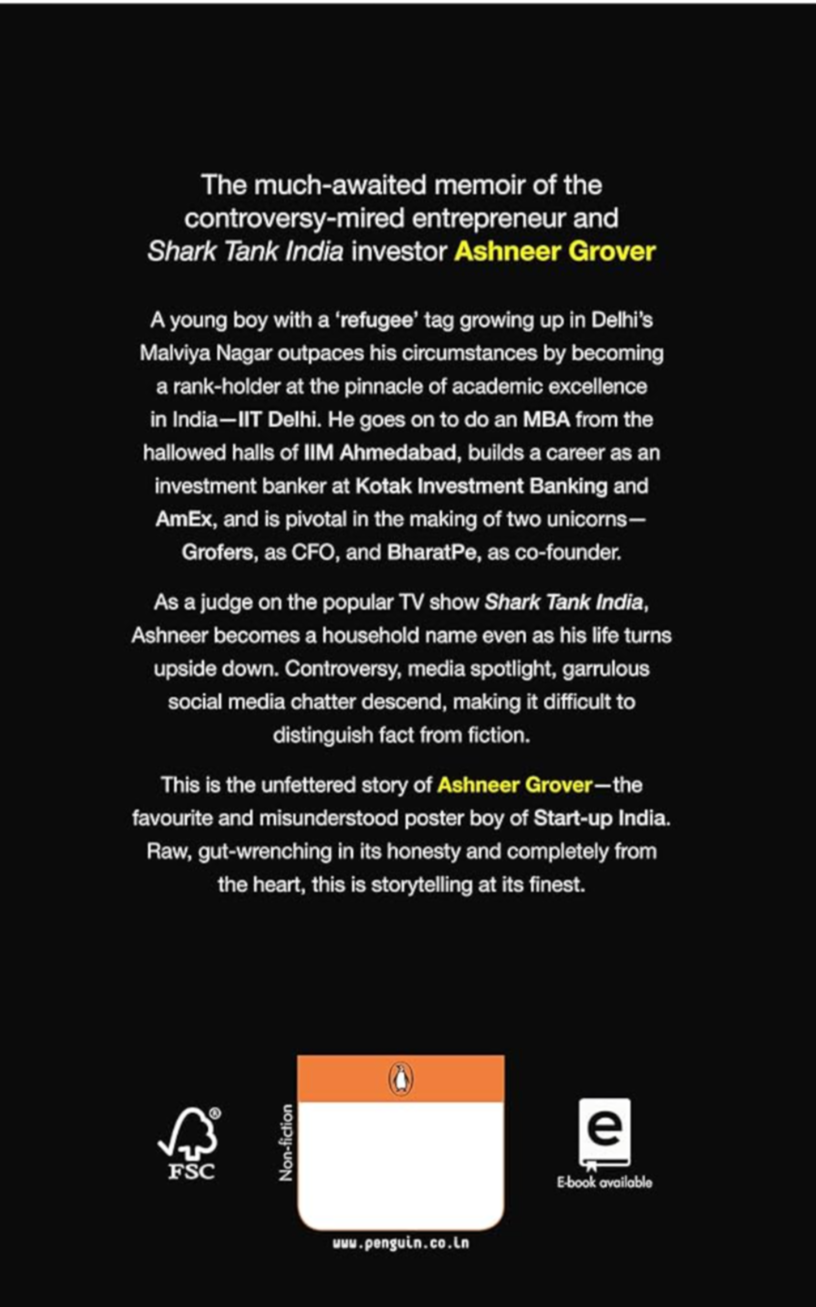 The much-awaited memoir of the
controversy-mired entrepreneur and
Shark Tank India investor Ashneer Grover
A young boy with a ‘refugee’ tag growing up in Delhi’s
Malviya Nagar outpaces his circumstances by becoming
a rank-holder at the pinnacle of academic excellence
in India—IIT Delhi. He goes on to do an MBA from the
hallowed halls of IIM Ahmedabad, builds a career as an
investment banker at Kotak Investment Banking and
AmEx, and is pivotal in the making of two unicorns—
Grofers, as CFO, and BharatPe, as co-founder.
As a judge on the popular TV show Shark Tank India,
Ashneer becomes a household name even as his life turns
upside down. Controversy, media spotlight, garrulous
social media chatter descend, making it difficult to
distinguish fact from fiction.
This is the unfettered story of Ashneer Grover—the
favourite and misunderstood poster boy of Start-up India.
Raw, gut-wrenching in its honesty and completely from
the heart, this is storytelling at its finest.
®
FSC
Non-fiction
e
E-book available
www.penguin.co.in